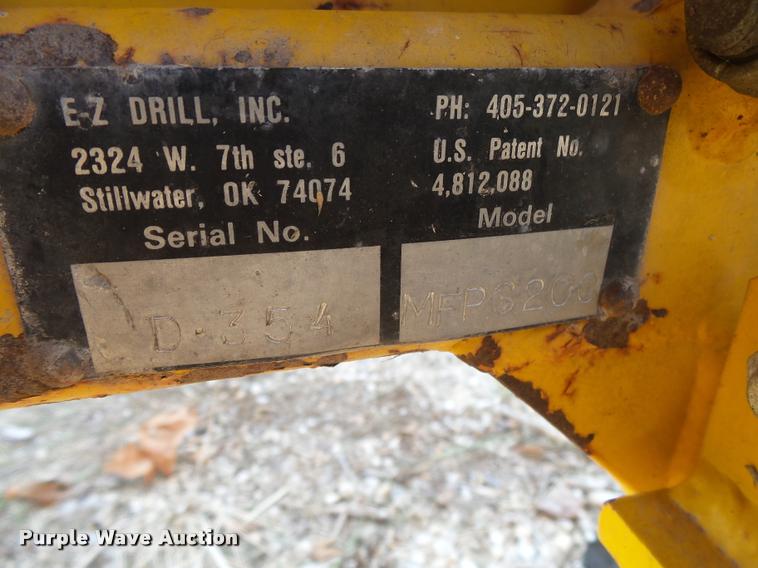 E-Z DRILL, INC.
2324 W. 7th ste. 6
Stillwater, OK 74074
PH: 405-372-0121
U.S. Patent No.
4,812,088
Serial No.
D-354
Model
MFPG200
Purple Wave Auction